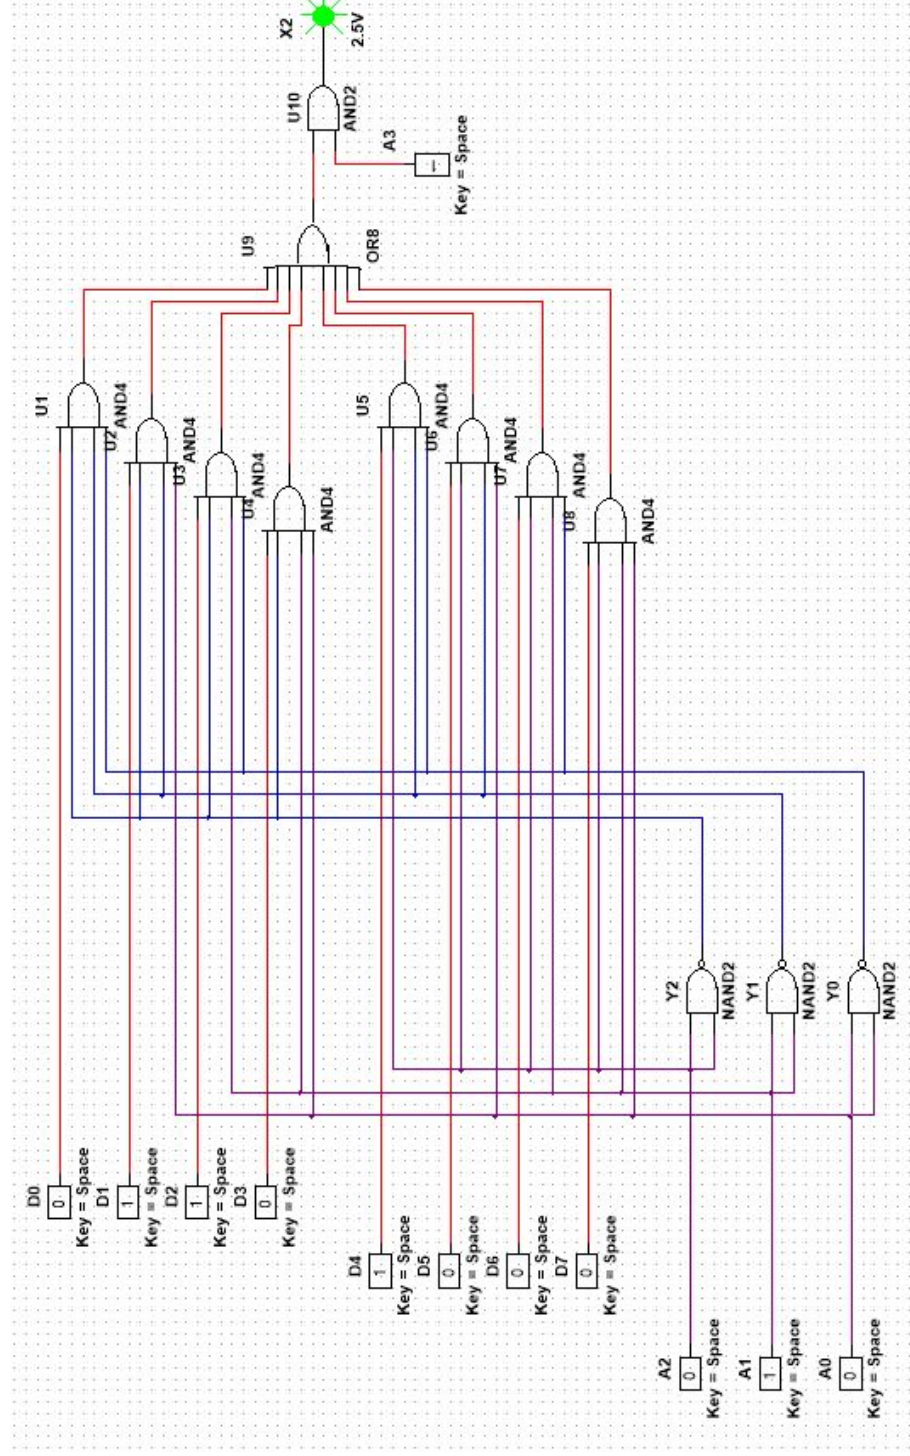 X2
2.5V
U10
AND2
A3
1
Key = Space
U9
OR8
U1
AND4
U2
AND4
U3
AND4
U4
AND4
U5
AND4
U6
AND4
U7
AND4
U8
AND4
Y2
NAND2
Y1
NAND2
Y0
NAND2
D0
0
Key = Space
D1
1
Key = Space
D2
1
Key = Space
D3
0
Key = Space
D4
1
Key = Space
D5
0
Key = Space
D6
0
Key = Space
D7
0
Key = Space
A2
0
Key = Space
A1
1
Key = Space
A0
0
Key = Space